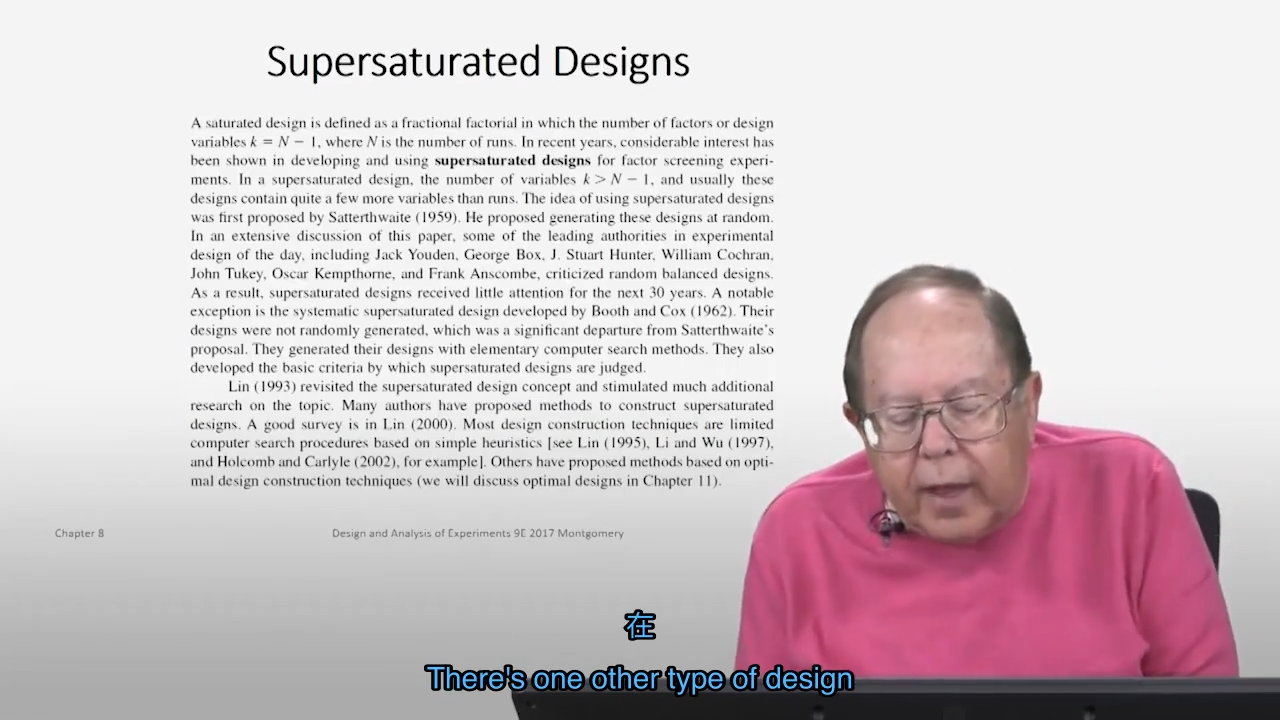 Supersaturated Designs
A saturated design is defined as a fractional factorial in which the number of factors or design
variables k = N − 1, where N is the number of runs. In recent years, considerable interest has
been shown in developing and using supersaturated designs for factor screening experi-
ments. In a supersaturated design, the number of variables k > N − 1, and usually these
designs contain quite a few more variables than runs. The idea of using supersaturated designs
was first proposed by Satterthwaite (1959). He proposed generating these designs at random.
In an extensive discussion of this paper, some of the leading authorities in experimental
design of the day, including Jack Youden, George Box, J. Stuart Hunter, William Cochran,
John Tukey, Oscar Kempthorne, and Frank Anscombe, criticized random balanced designs.
As a result, supersaturated designs received little attention for the next 30 years. A notable
exception is the systematic supersaturated design developed by Booth and Cox (1962). Their
designs were not randomly generated, which was a significant departure from Satterthwaite's
proposal. They generated their designs with elementary computer search methods. They also
developed the basic criteria by which supersaturated designs are judged.
Lin (1993) revisited the supersaturated design concept and stimulated much additional
research on the topic. Many authors have proposed methods to construct supersaturated
designs. A good survey is in Lin (2000). Most design construction techniques are limited
computer search procedures based on simple heuristics [see Lin (1995), Li and Wu (1997),
and Holcomb and Carlyle (2002), for example]. Others have proposed methods based on opti-
mal design construction techniques (we will discuss optimal designs in Chapter 11).
Chapter 8
Design and Analysis of Experiments 9E 2017 Montgomery
在
There's one other type of design